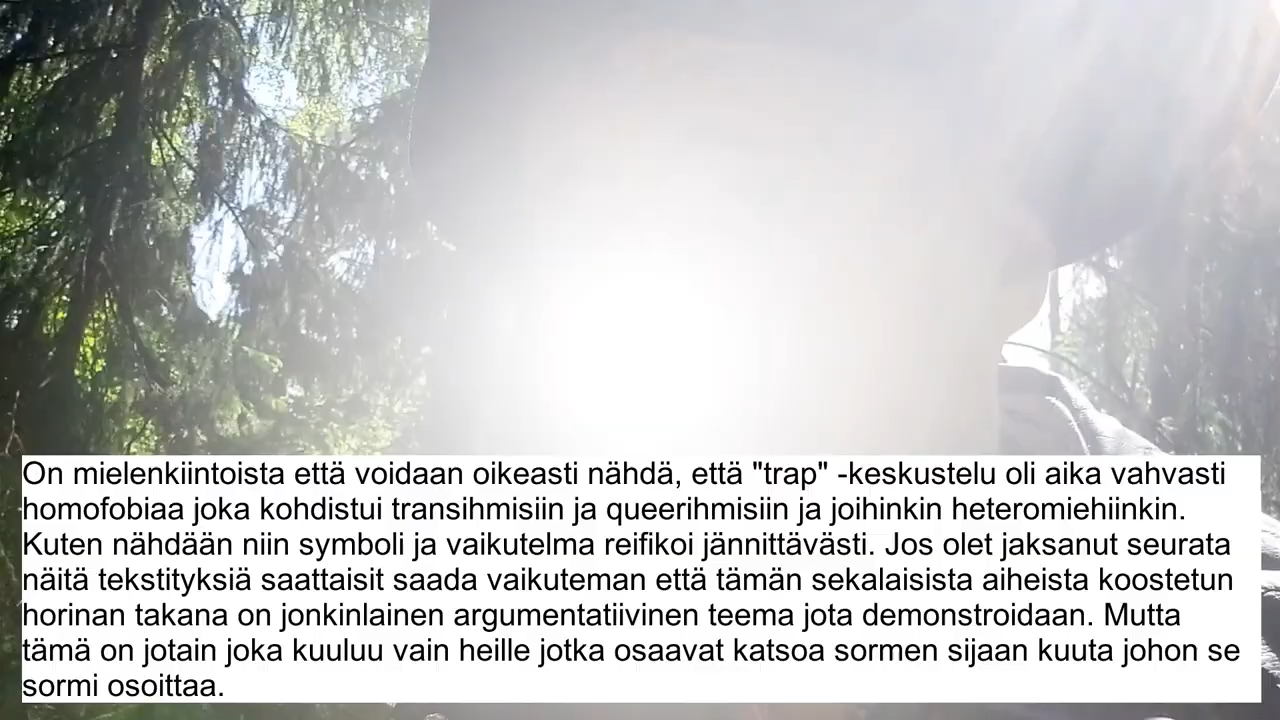 On mielenkiintoista että voidaan oikeasti nähdä, että "trap" -keskustelu oli aika vahvasti
homofobiaa joka kohdistui transihmisiin ja queerihmisiin ja joihinkin heteromiehiinkin.
Kuten nähdään niin symboli ja vaikutelma reifikoi jännittävästi. Jos olet jaksanut seurata
näitä tekstityksiä saattaisit saada vaikuteman että tämän sekalaisista aiheista koostetun
horinan takana on jonkinlainen argumentatiivinen teema jota demonstroidaan. Mutta
tämä on jotain joka kuuluu vain heille jotka osaavat katsoa sormen sijaan kuuta johon se
sormi osoittaa.